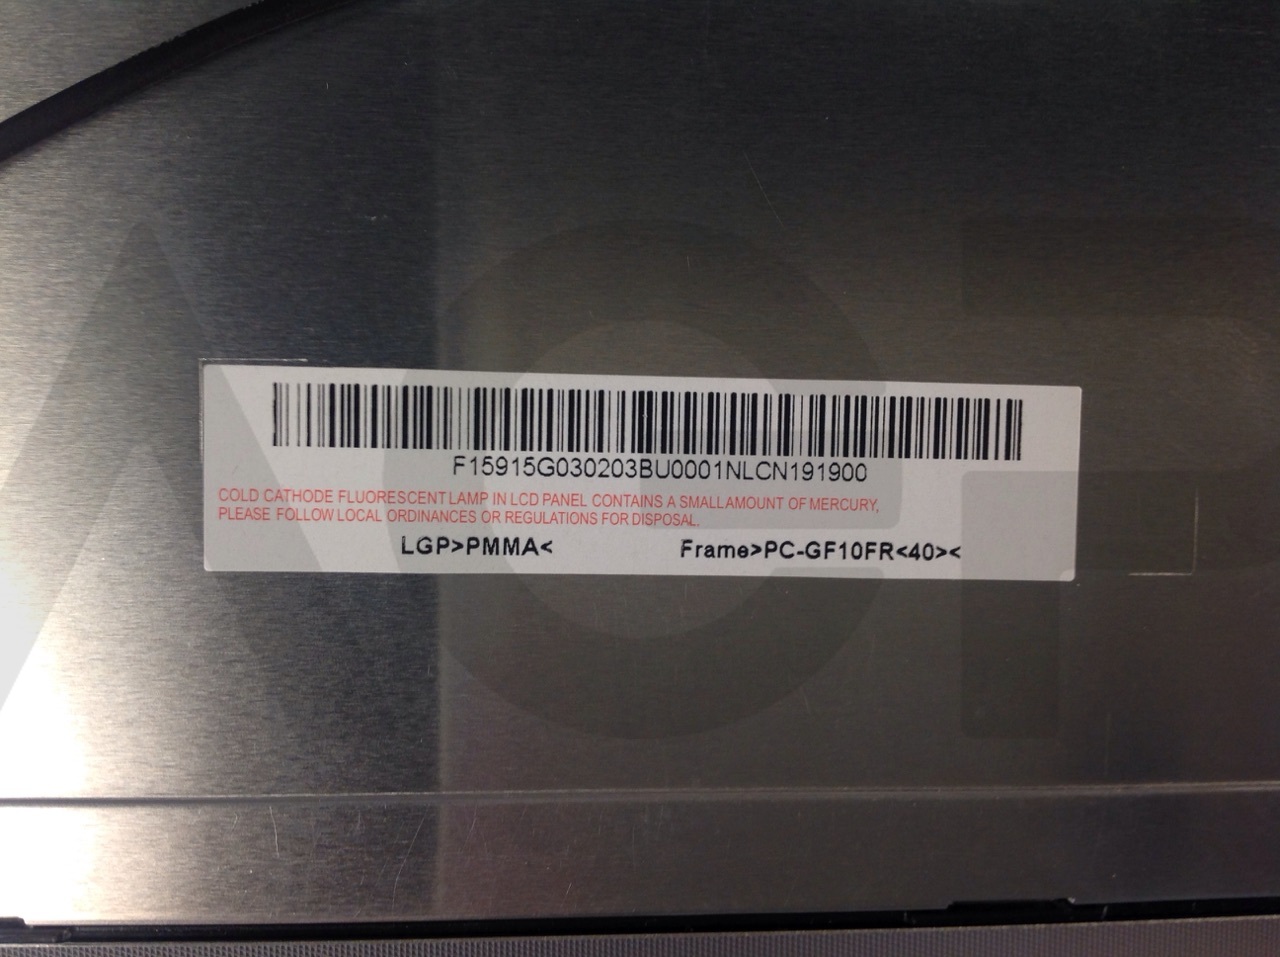 F15915G030203BU0001NLCN191900
COLD CATHODE FLUORESCENT LAMP IN LCD PANEL CONTAINS A SMALL AMOUNT OF MERCURY,
PLEASE FOLLOW LOCAL ORDINANCES OR REGULATIONS FOR DISPOSAL.
LGP>PMMA< Frame>PC-GF10FR<40><